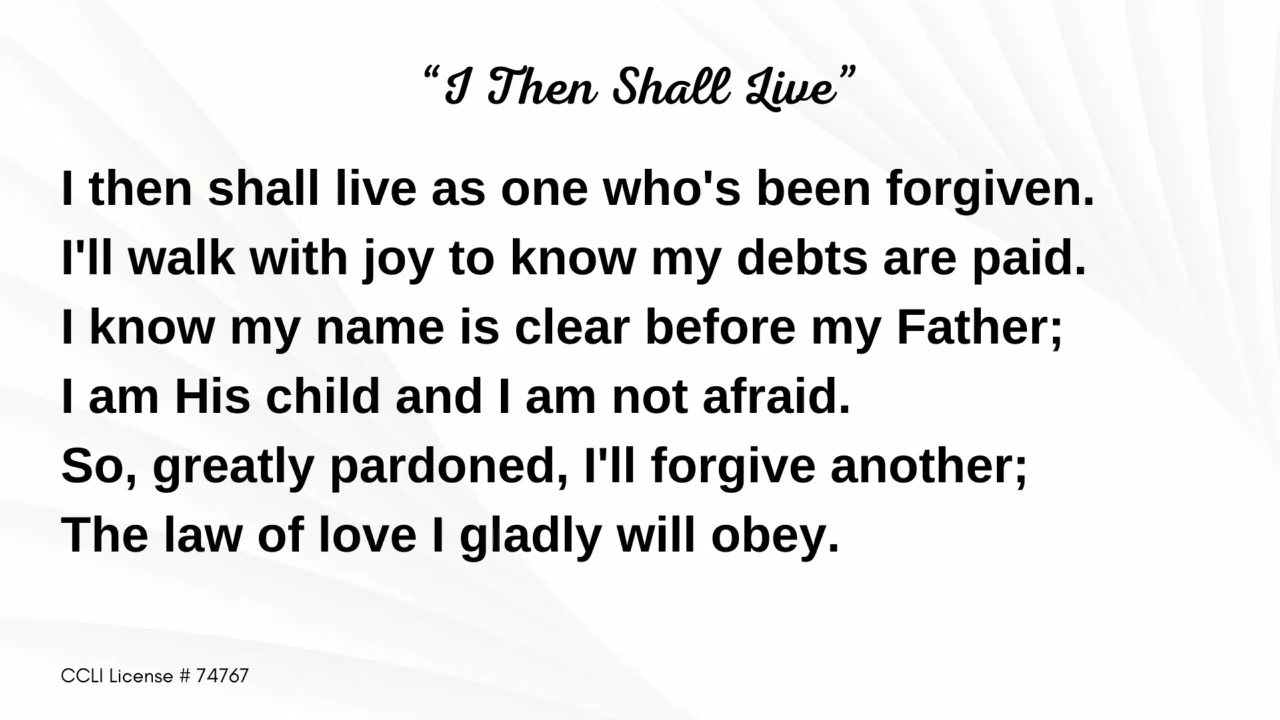 “I Then Shall Live”
I then shall live as one who's been forgiven.
I'll walk with joy to know my debts are paid.
I know my name is clear before my Father;
I am His child and I am not afraid.
So, greatly pardoned, I'll forgive another;
The law of love I gladly will obey.
CCLI License # 74767